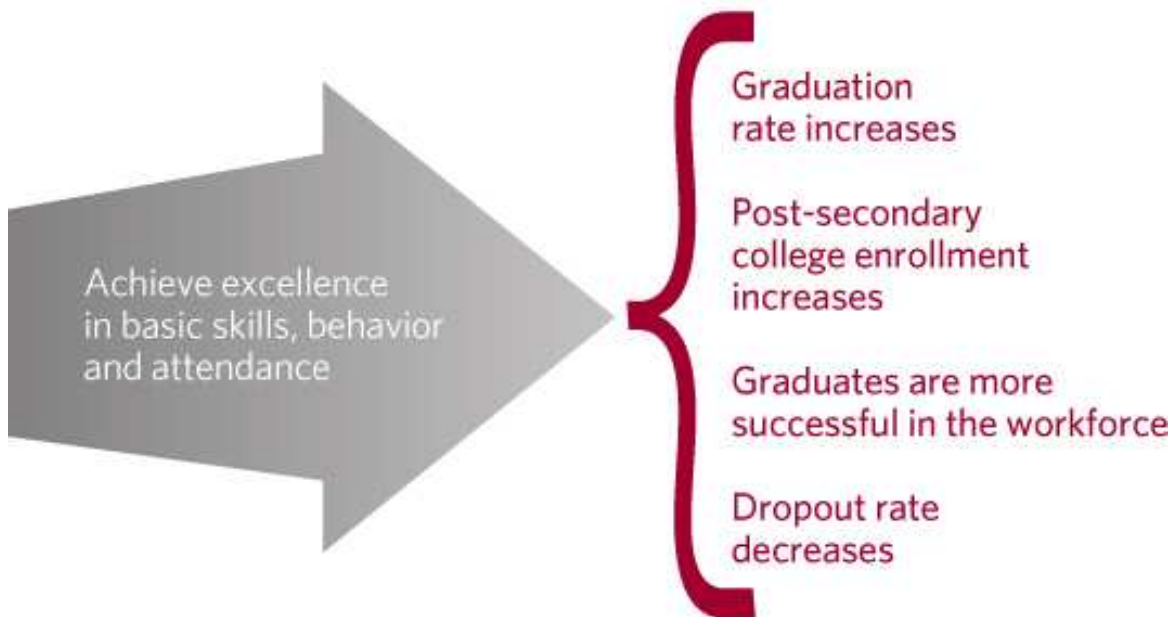 Achieve excellence
in basic skills, behavior
and attendance
Graduation
rate increases
Post-secondary
college enrollment
increases
Graduates are more
successful in the workforce
Dropout rate
decreases